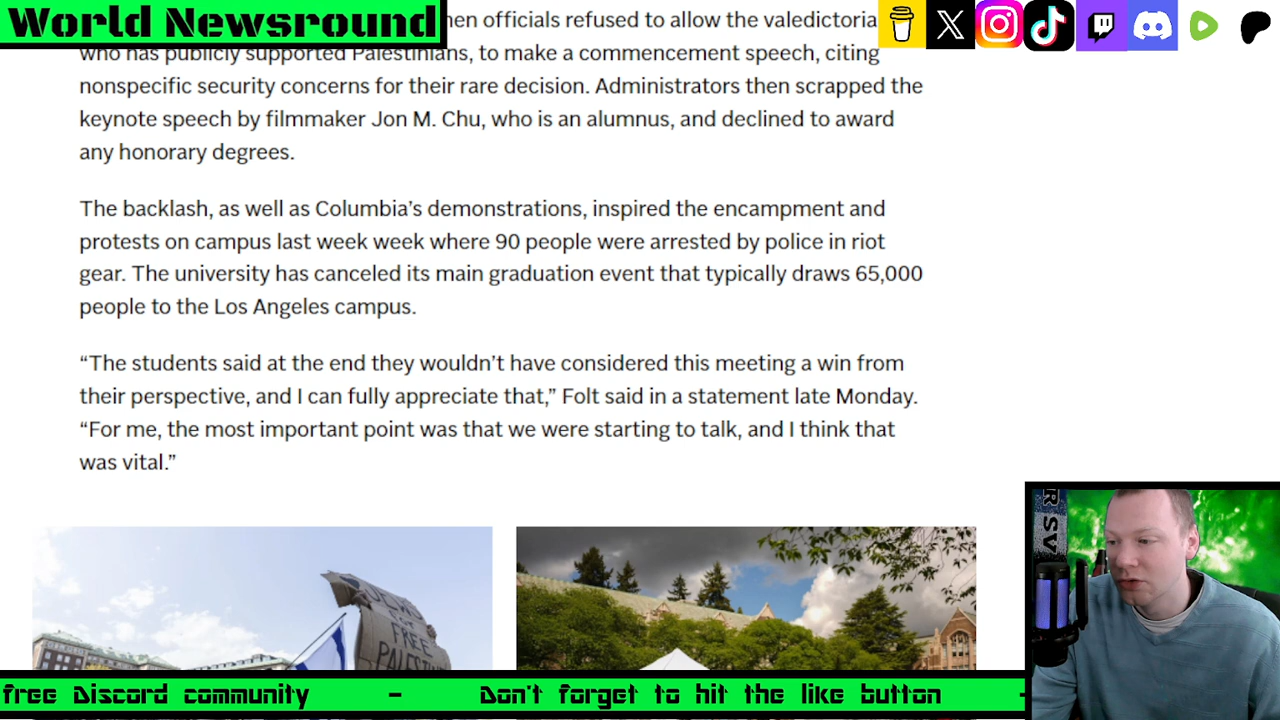 World Newsround
hen officials refused to allow the valedictoria
who has publicly supported Palestinians, to make a commencement speech, citing
nonspecific security concerns for their rare decision. Administrators then scrapped the
keynote speech by filmmaker Jon M. Chu, who is an alumnus, and declined to award
any honorary degrees.
The backlash, as well as Columbia’s demonstrations, inspired the encampment and
protests on campus last week week where 90 people were arrested by police in riot
gear. The university has canceled its main graduation event that typically draws 65,000
people to the Los Angeles campus.
“The students said at the end they wouldn’t have considered this meeting a win from
their perspective, and I can fully appreciate that,” Folt said in a statement late Monday.
“For me, the most important point was that we were starting to talk, and I think that
was vital.”
FREE
free Discord community - Don't forget to hit the like button -